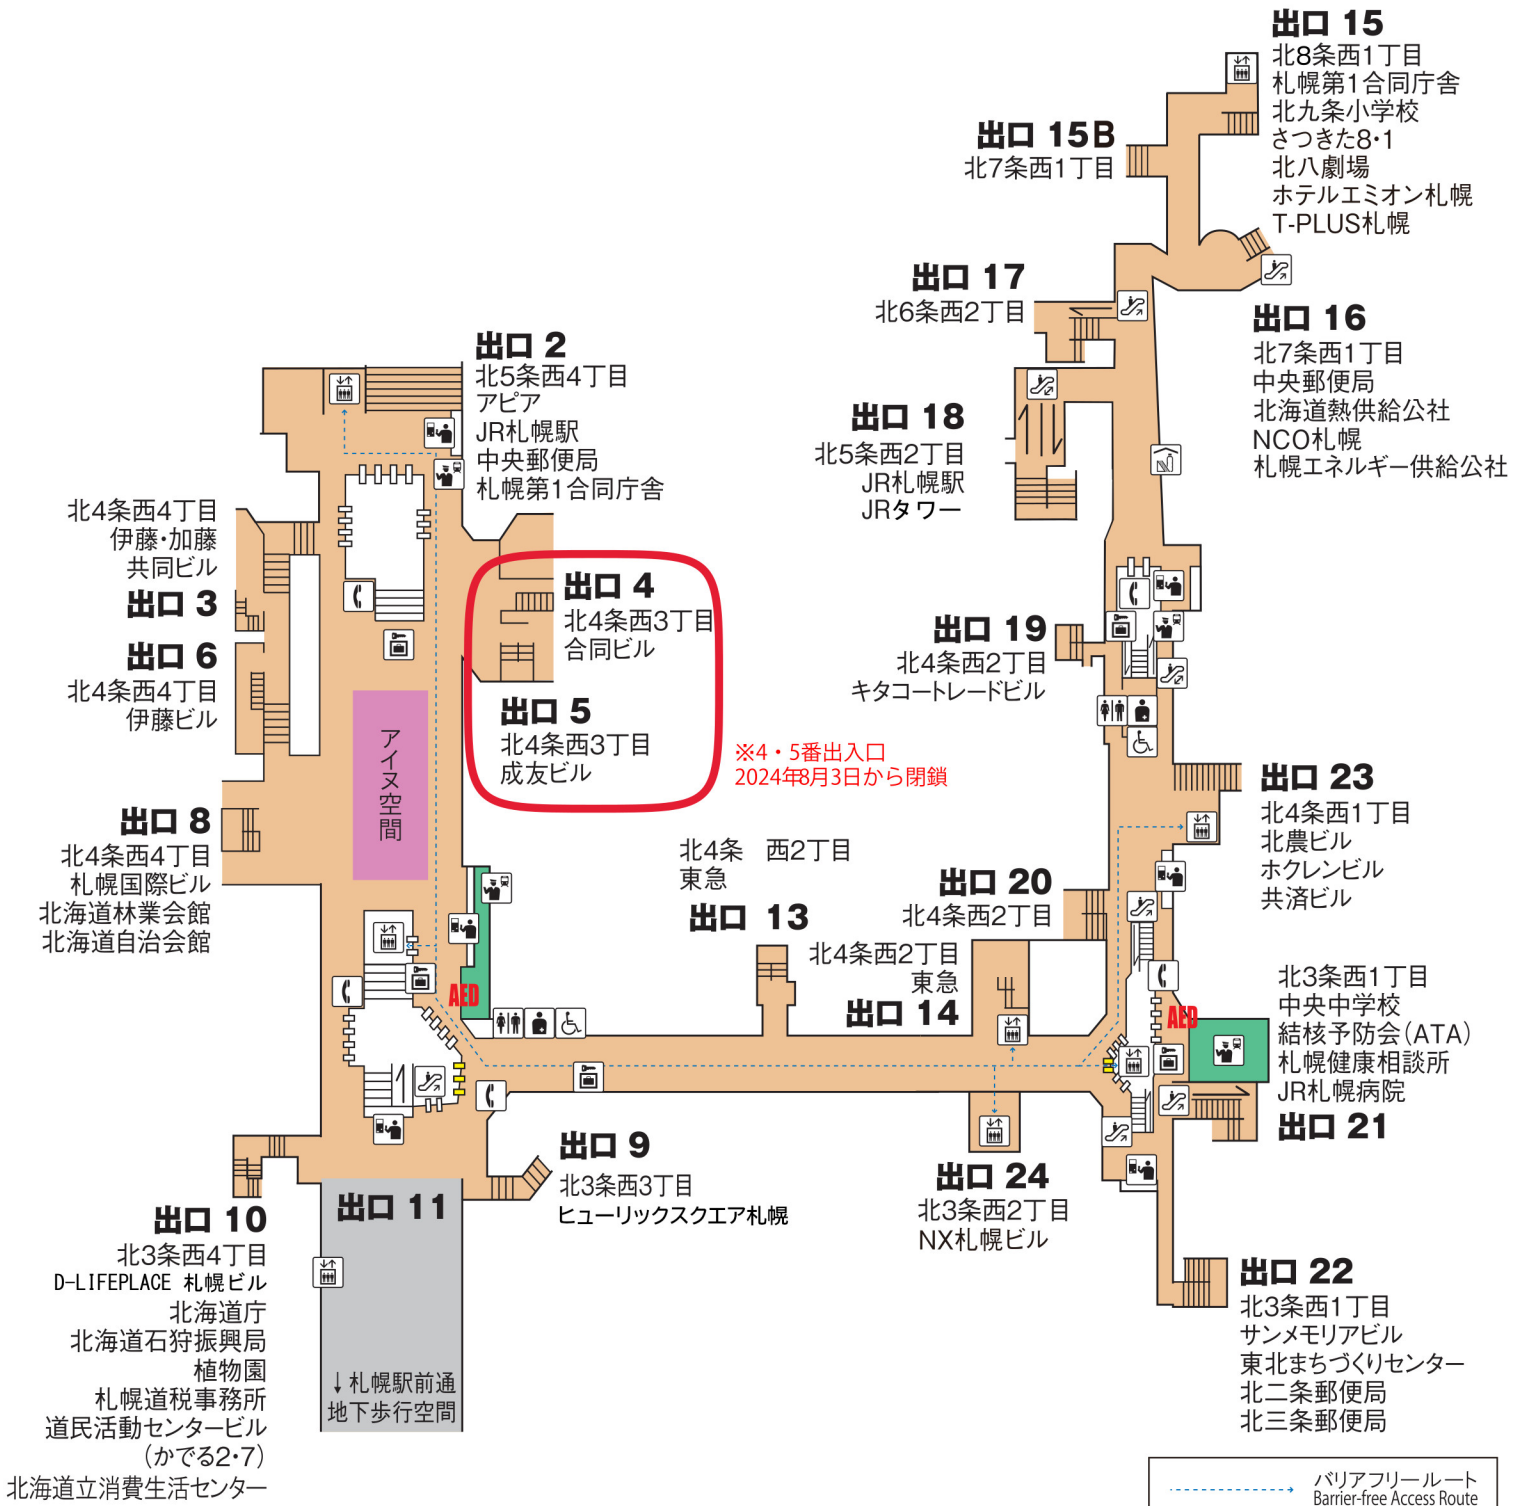 出口 15
北8条西1丁目
札幌第1合同庁舎
北九条小学校
さつきた8・1
北八劇場
ホテルエミオン札幌
T-PLUS札幌
出口 15B
北7条西1丁目
出口 17
北6条西2丁目
出口 16
北7条西1丁目
中央郵便局
北海道熱供給公社
NCO札幌
札幌エネルギー供給公社
出口 2
北5条西4丁目
アピア
JR札幌駅
中央郵便局
札幌第1合同庁舎
出口 18
北5条西2丁目
JR札幌駅
JRタワー
北4条西4丁目
伊藤・加藤
共同ビル
出口 3
出口 4
北4条西3丁目
合同ビル
出口 6
北4条西4丁目
伊藤ビル
出口 5
北4条西3丁目
成友ビル
※4・5番出入口
2024年8月3日から閉鎖
出口 19
北4条西2丁目
キタコートレードビル
アイヌ空間
出口 8
北4条西4丁目
札幌国際ビル
北海道林業会館
北海道自治会館
出口 23
北4条西1丁目
北農ビル
ホクレンビル
共済ビル
北4条 西2丁目
東急
出口 13
出口 20
北4条西2丁目
北4条西2丁目
東急
出口 14
AED
AED
北3条西1丁目
中央中学校
結核予防会(ATA)
札幌健康相談所
JR札幌病院
出口 21
出口 9
北3条西3丁目
ヒューリックスクエア札幌
出口 24
北3条西2丁目
NX札幌ビル
出口 11
出口 10
北3条西4丁目
D-LIFEPLACE 札幌ビル
北海道庁
北海道石狩振興局
植物園
札幌道税事務所
道民活動センタービル
(かでる2・7)
北海道立消費生活センター
↓札幌駅前通
地下歩行空間
出口 22
北3条西1丁目
サンメモリアビル
東北まちづくりセンター
北二条郵便局
北三条郵便局
バリアフリールート
Barrier-free Access Route